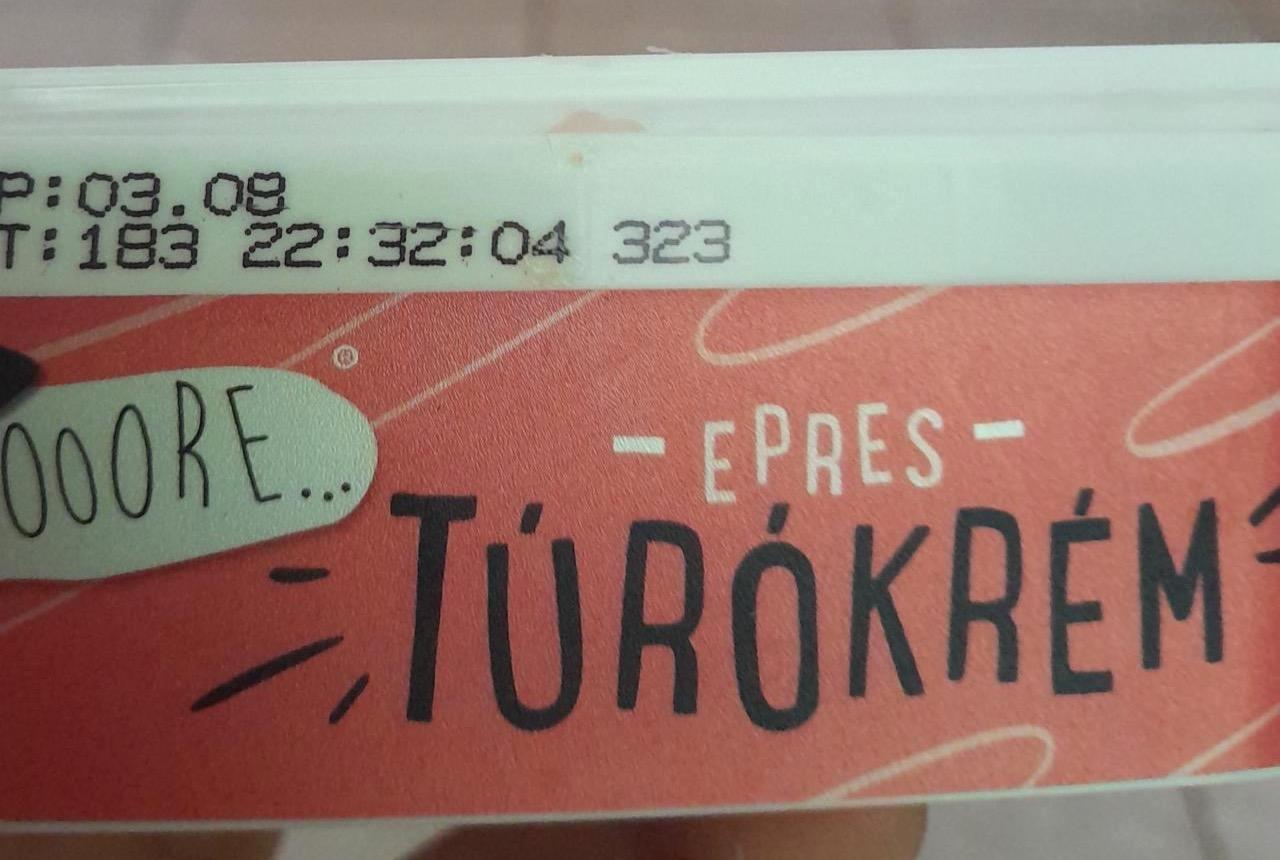 P:03.08
T:183 22:32:04 323
OOORE...
®
- EPRES -
TÚRÓKRÉM